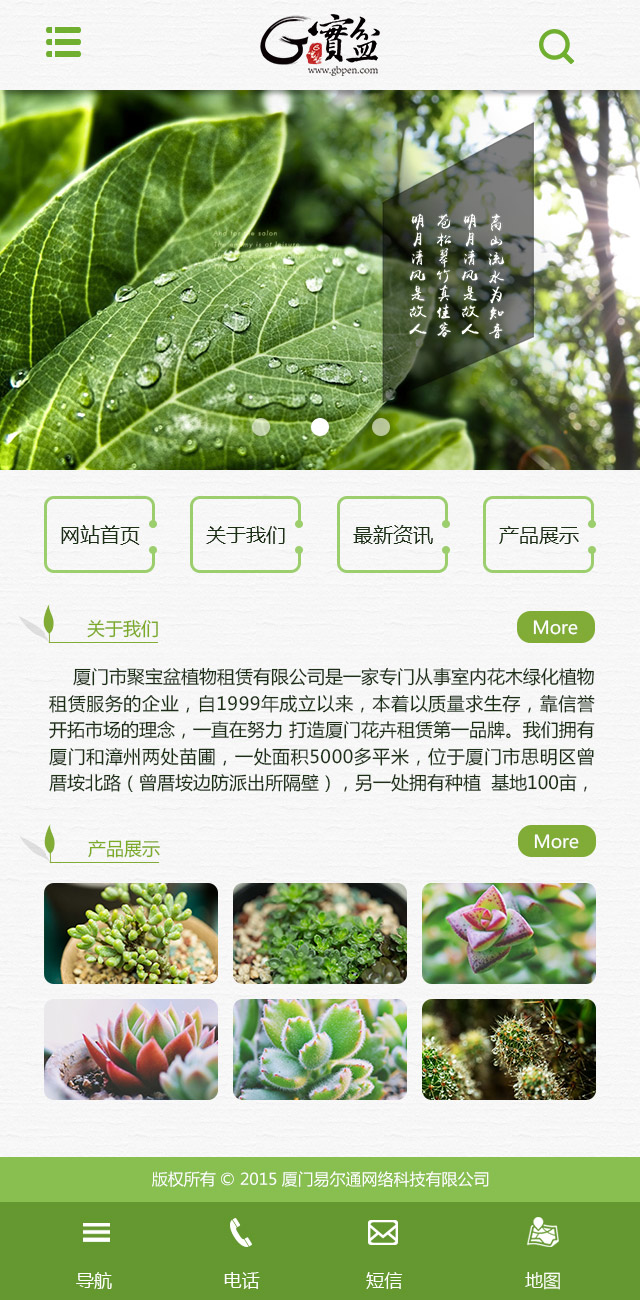 G寶盆
www.gbpen.com
And for the salon
The enemy is at leisure
高山流水为知音
明月清风是故人
苍松翠竹真佳客
明月清风是故人
网站首页
关于我们
最新资讯
产品展示
关于我们
More
厦门市聚宝盆植物租赁有限公司是一家专门从事室内花木绿化植物
租赁服务的企业，自1999年成立以来，本着以质量求生存，靠信誉
开拓市场的理念，一直在努力 打造厦门花卉租赁第一品牌。我们拥有
厦门和漳州两处苗圃，一处面积5000多平米，位于厦门市思明区曾
厝垵北路（曾厝垵边防派出所隔壁），另一处拥有种植 基地100亩，
产品展示
More
版权所有 © 2015 厦门易尔通网络科技有限公司
导航
电话
短信
地图